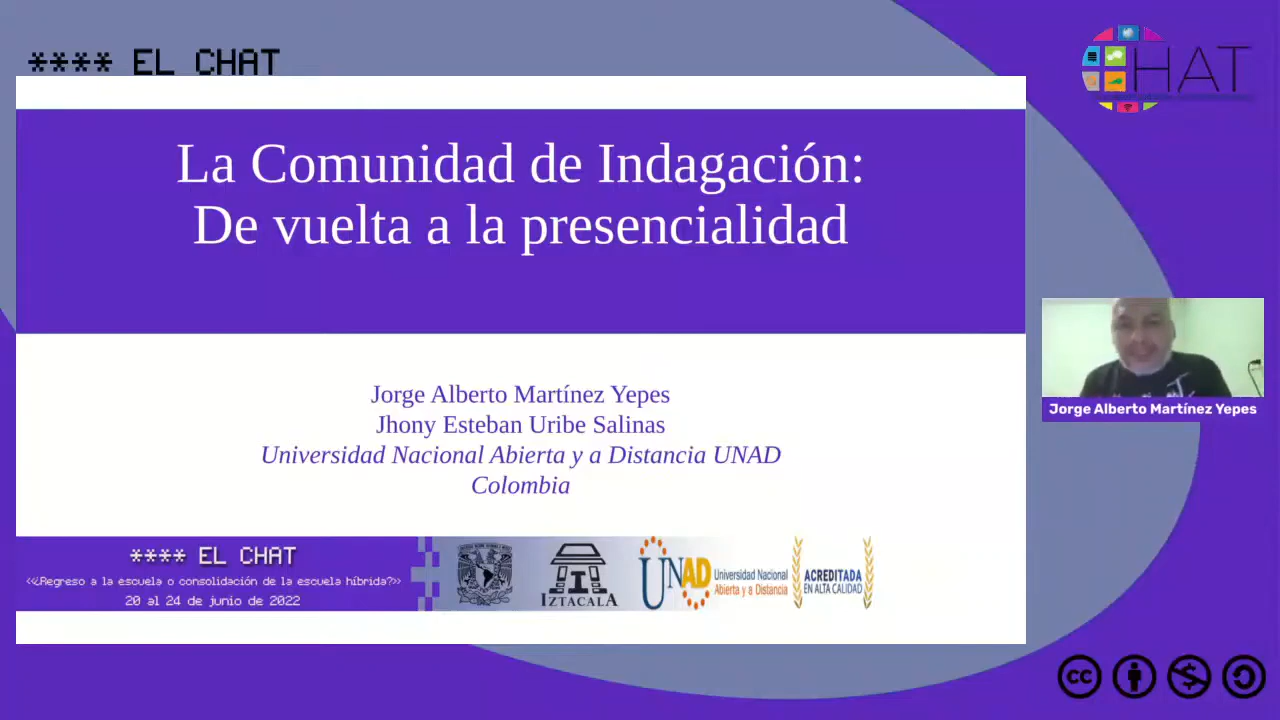 **** EL CHAT
HAT
La Comunidad de Indagación:
De vuelta a la presencialidad
Jorge Alberto Martínez Yepes
Jhony Esteban Uribe Salinas
Universidad Nacional Abierta y a Distancia UNAD
Colombia
Jorge Alberto Martínez Yepes
**** EL CHAT
<<¿Regreso a la escuela o consolidación de la escuela híbrida?>>
20 al 24 de junio de 2022
IZTACALA
UNAD
Universidad Nacional
Abierta y a Distancia
ACREDITADA
EN ALTA CALIDAD
cc